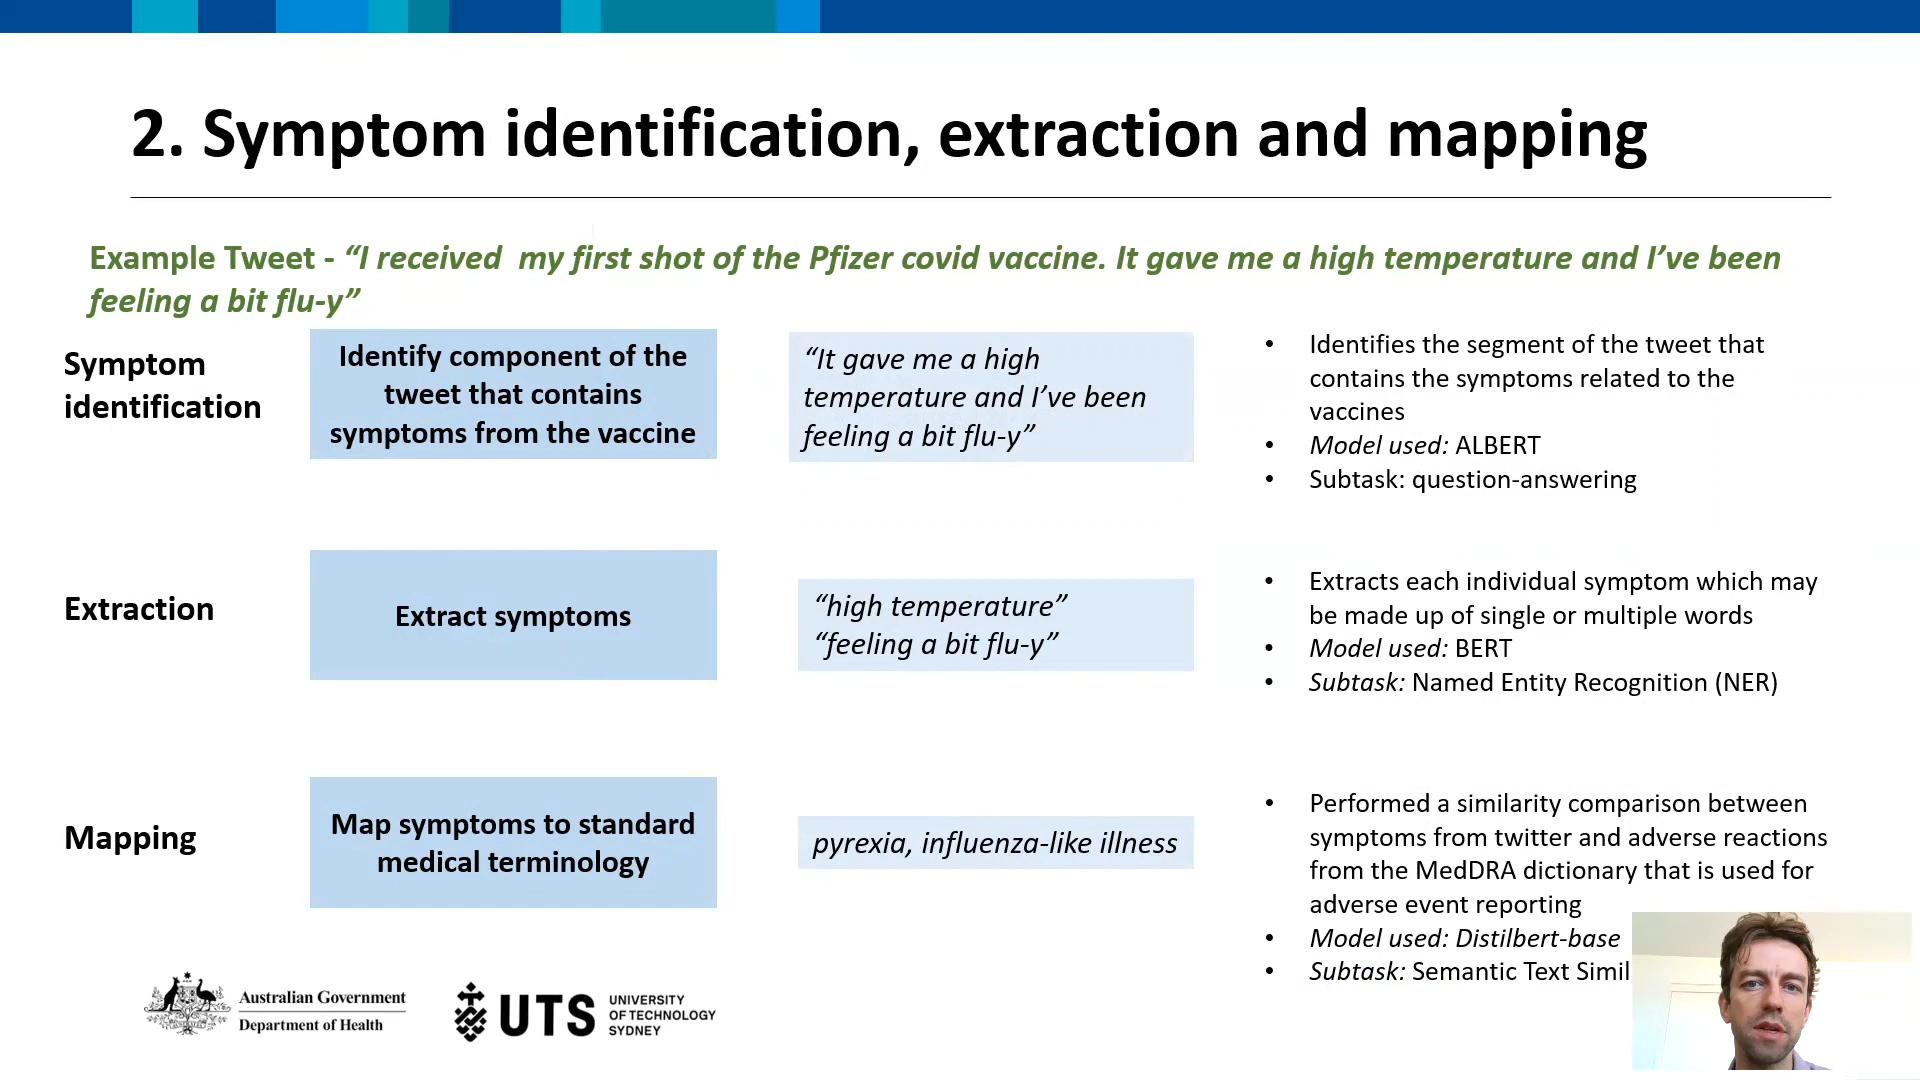 2. Symptom identification, extraction and mapping
Example Tweet - “I received  my first shot of the Pfizer covid vaccine. It gave me a high temperature and I’ve been
feeling a bit flu-y”
Symptom
identification
Identify component of the
tweet that contains
symptoms from the vaccine
“It gave me a high
temperature and I’ve been
feeling a bit flu-y”
• Identifies the segment of the tweet that
contains the symptoms related to the
vaccines
• Model used: ALBERT
• Subtask: question-answering
Extraction
Extract symptoms
“high temperature”
“feeling a bit flu-y”
• Extracts each individual symptom which may
be made up of single or multiple words
• Model used: BERT
• Subtask: Named Entity Recognition (NER)
Mapping
Map symptoms to standard
medical terminology
pyrexia, influenza-like illness
• Performed a similarity comparison between
symptoms from twitter and adverse reactions
from the MedDRA dictionary that is used for
adverse event reporting
• Model used: Distilbert-base
• Subtask: Semantic Text Simil
Australian Government
Department of Health
UTS
UNIVERSITY
OF TECHNOLOGY
SYDNEY